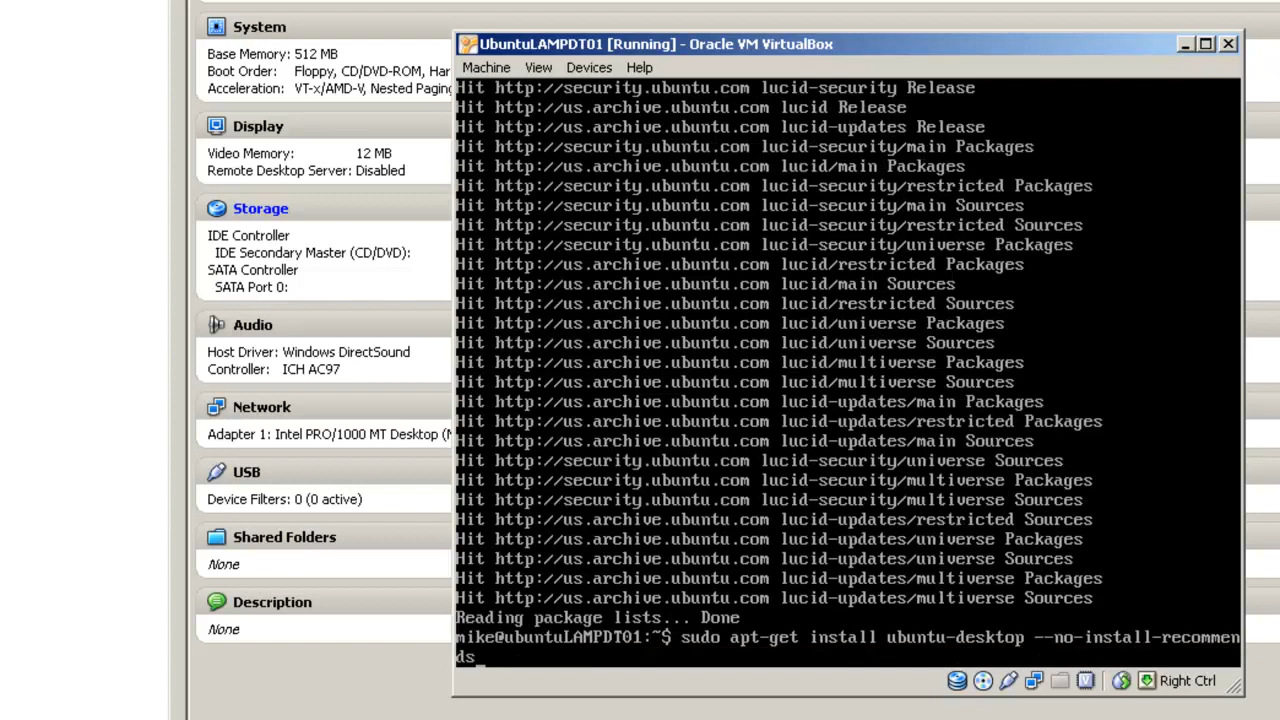 System
Base Memory: 512 MB
Boot Order: Floppy, CD/DVD-ROM, Har
Acceleration: VT-x/AMD-V, Nested Paging
Display
Video Memory: 12 MB
Remote Desktop Server: Disabled
Storage
IDE Controller
IDE Secondary Master (CD/DVD):
SATA Controller
SATA Port 0:
Audio
Host Driver: Windows DirectSound
Controller: ICH AC97
Network
Adapter 1: Intel PRO/1000 MT Desktop (N
USB
Device Filters: 0 (0 active)
Shared Folders
None
Description
None
UbuntuLAMPDT01 [Running] - Oracle VM VirtualBox
Machine View Devices Help
Hit http://security.ubuntu.com lucid-security Release
Hit http://us.archive.ubuntu.com lucid Release
Hit http://us.archive.ubuntu.com lucid-updates Release
Hit http://security.ubuntu.com lucid-security/main Packages
Hit http://us.archive.ubuntu.com lucid/main Packages
Hit http://security.ubuntu.com lucid-security/restricted Packages
Hit http://security.ubuntu.com lucid-security/main Sources
Hit http://security.ubuntu.com lucid-security/restricted Sources
Hit http://security.ubuntu.com lucid-security/universe Packages
Hit http://us.archive.ubuntu.com lucid/restricted Packages
Hit http://us.archive.ubuntu.com lucid/main Sources
Hit http://us.archive.ubuntu.com lucid/restricted Sources
Hit http://us.archive.ubuntu.com lucid/universe Packages
Hit http://us.archive.ubuntu.com lucid/universe Sources
Hit http://us.archive.ubuntu.com lucid/multiverse Packages
Hit http://us.archive.ubuntu.com lucid/multiverse Sources
Hit http://us.archive.ubuntu.com lucid-updates/main Packages
Hit http://us.archive.ubuntu.com lucid-updates/restricted Packages
Hit http://us.archive.ubuntu.com lucid-updates/main Sources
Hit http://security.ubuntu.com lucid-security/universe Sources
Hit http://security.ubuntu.com lucid-security/multiverse Packages
Hit http://security.ubuntu.com lucid-security/multiverse Sources
Hit http://us.archive.ubuntu.com lucid-updates/restricted Sources
Hit http://us.archive.ubuntu.com lucid-updates/universe Packages
Hit http://us.archive.ubuntu.com lucid-updates/universe Sources
Hit http://us.archive.ubuntu.com lucid-updates/multiverse Packages
Hit http://us.archive.ubuntu.com lucid-updates/multiverse Sources
Reading package lists... Done
mike@ubuntuLAMPDT01:~$ sudo apt-get install ubuntu-desktop --no-install-recommen
ds_
Right Ctrl